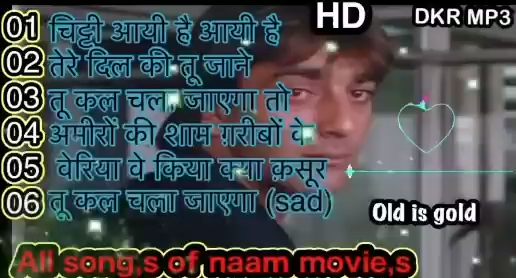 HD
DKR MP3
01 चिट्टी आयी है आयी है
02 तेरे दिल की तू जाने
03 तू कल चला जाएगा तो
04 अमीरों की शाम ग़रीबों के
05 वेरिया वे किया क्या क़सूर
06 तू कल चला जाएगा (sad)
Old is gold
All song,s of naam movie,s